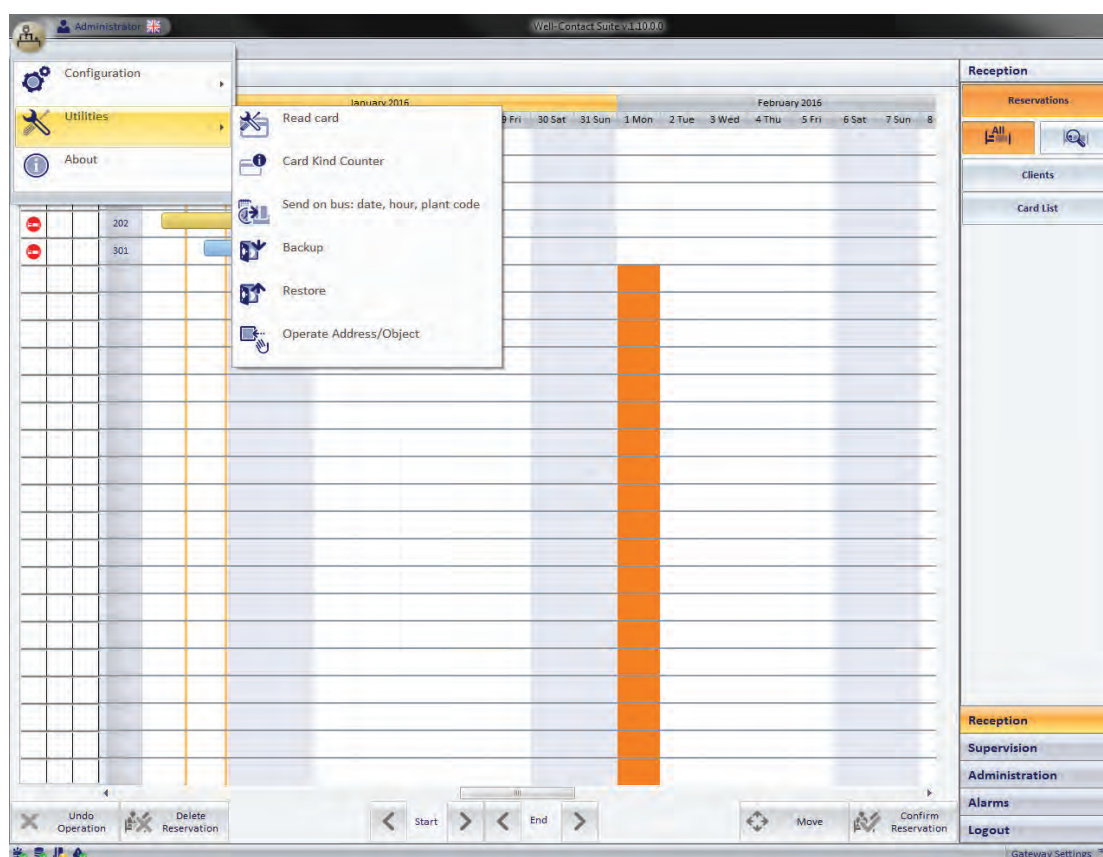 Administrator
Well-Contact Suite v.1.10.0.0
Configuration
Utilities
About
Read card
Card Kind Counter
Send on bus: date, hour, plant code
Backup
Restore
Operate Address/Object
January 2016
February 2016
9 Fri 30 Sat 31 Sun 1 Mon 2 Tue 3 Wed 4 Thu 5 Fri 6 Sat 7 Sun 8
202
301
Reception
Reservations
All
Clients
Card List
Reception
Supervision
Administration
Alarms
Logout
Undo Operation
Delete Reservation
Start
End
Move
Confirm Reservation
Gateway Settings